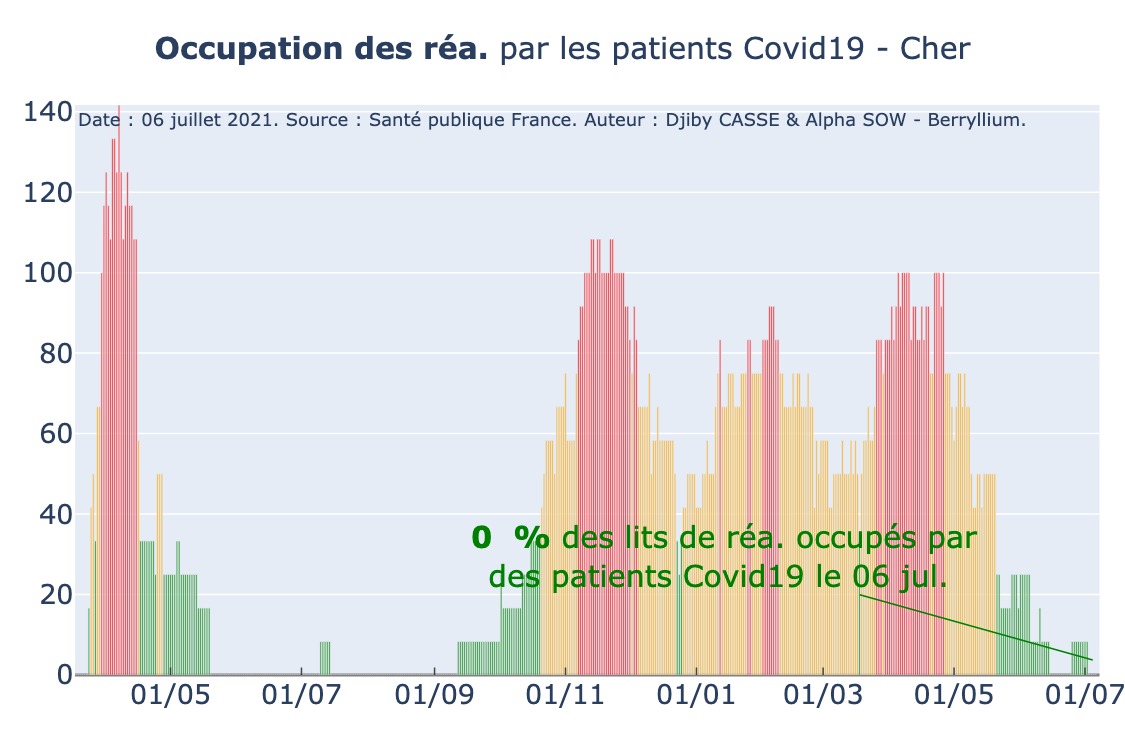 Occupation des réa. par les patients Covid19 - Cher
140
Date : 06 juillet 2021. Source : Santé publique France. Auteur : Djiby CASSE & Alpha SOW - Berryllium.
120
100
80
60
40
0 % des lits de réa. occupés par
des patients Covid19 le 06 jul.
20
0
01/05 01/07 01/09 01/11 01/01 01/03 01/05 01/07